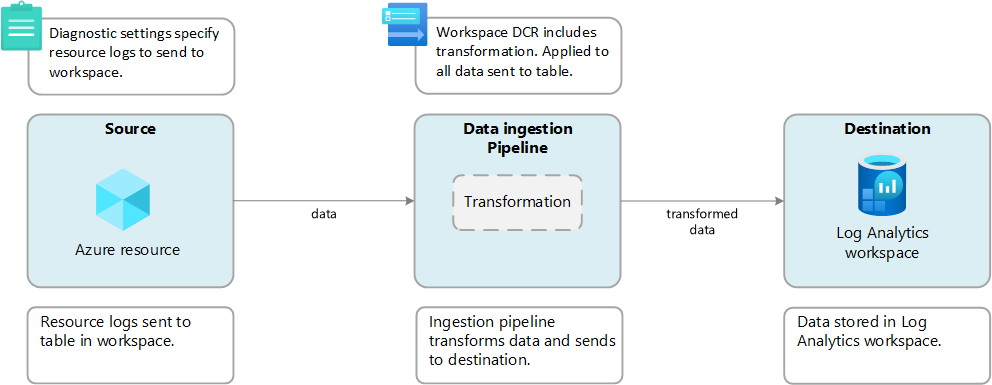 Diagnostic settings specify
resource logs to send to
workspace.
Workspace DCR includes
transformation. Applied to
all data sent to table.
Source
Azure resource
data
Data ingestion
Pipeline
Transformation
transformed
data
Destination
Log Analytics
workspace
Resource logs sent to
table in workspace.
Ingestion pipeline
transforms data and sends
to destination.
Data stored in Log
Analytics workspace.